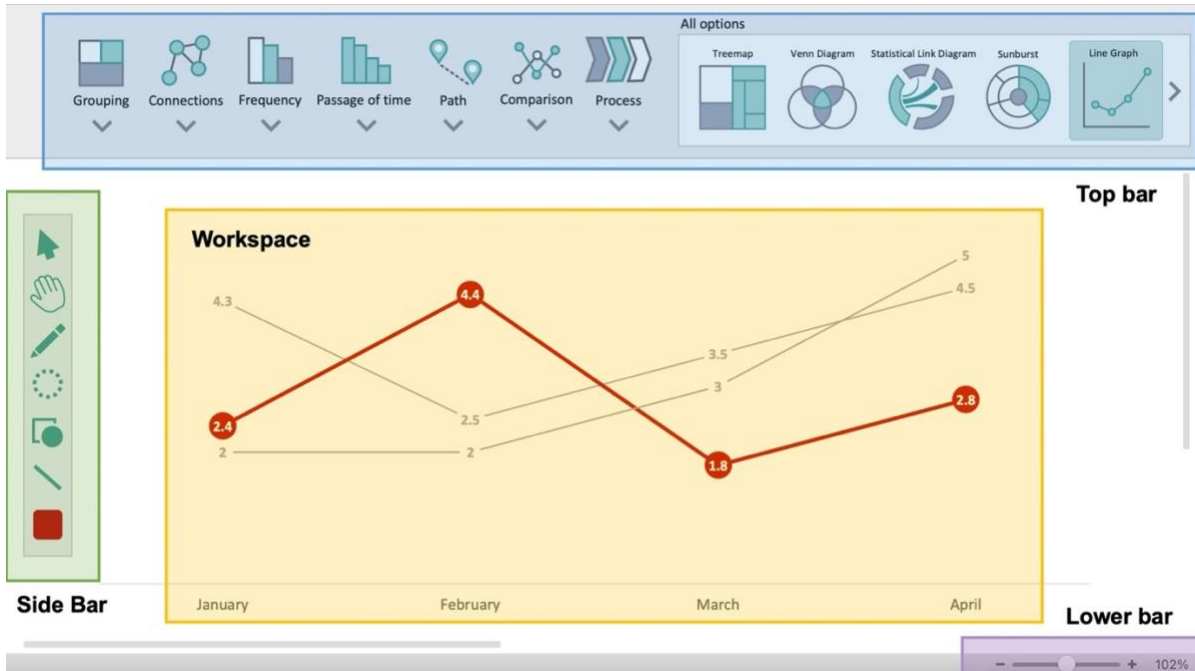 All options
Treemap
Venn Diagram
Statistical Link Diagram
Sunburst
Line Graph
Grouping
Connections
Frequency
Passage of time
Path
Comparison
Process
Top bar
Workspace
5
4.3
4.4
4.5
3.5
3
2.4
2.5
2.8
2
2
1.8
Side Bar
January
February
March
April
Lower bar
- + 102%